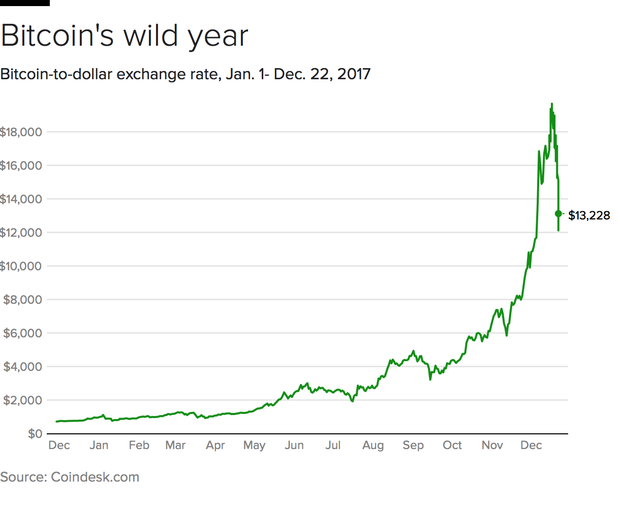 Bitcoin's wild year
Bitcoin-to-dollar exchange rate, Jan. 1- Dec. 22, 2017
$18,000
$16,000
$14,000
$13,228
$12,000
$10,000
$8,000
$6,000
$4,000
$2,000
$0
Dec Jan Feb Mar Apr May Jun Jul Aug Sep Oct Nov Dec
Source: Coindesk.com